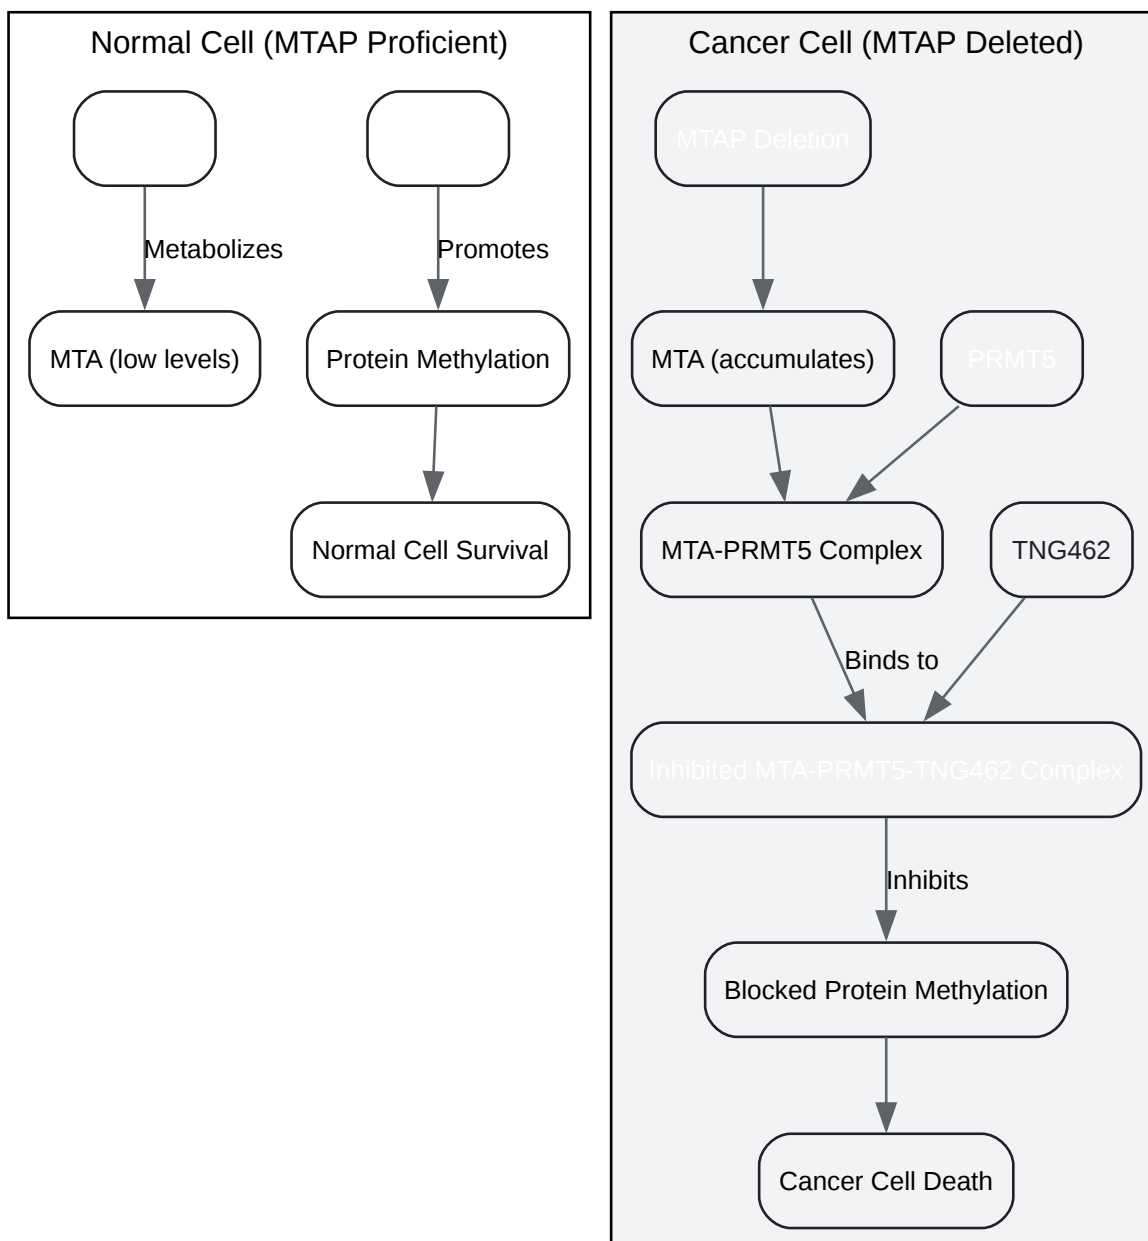 Normal Cell (MTAP Proficient)
Metabolizes
Promotes
MTA (low levels)
Protein Methylation
Normal Cell Survival
Cancer Cell (MTAP Deleted)
MTAP Deletion
MTA (accumulates)
PRMT5
MTA-PRMT5 Complex
TNG462
Binds to
Inhibited MTA-PRMT5-TNG462 Complex
Inhibits
Blocked Protein Methylation
Cancer Cell Death